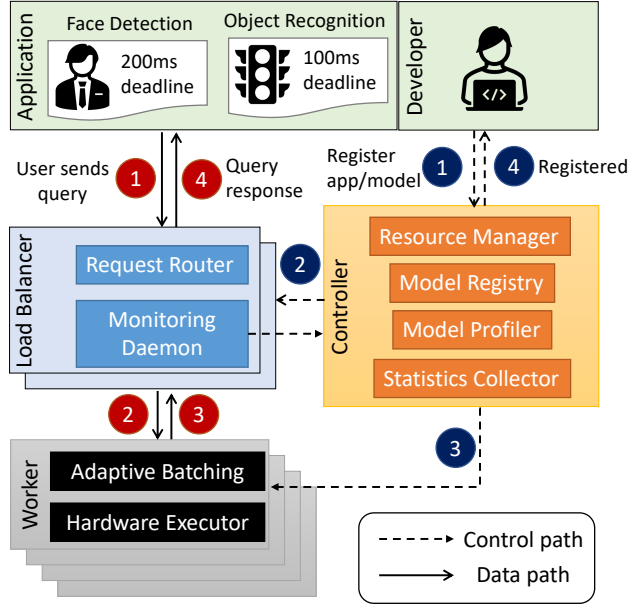 Application
Face Detection
200ms
deadline
Object Recognition
100ms
deadline
Developer
</>
User sends
query
1
4
Query
response
Register
app/model
1
4
Registered
Load Balancer
Request Router
Monitoring
Daemon
2
Controller
Resource Manager
Model Registry
Model Profiler
Statistics Collector
2
3
3
Worker
Adaptive Batching
Hardware Executor
Control path
Data path